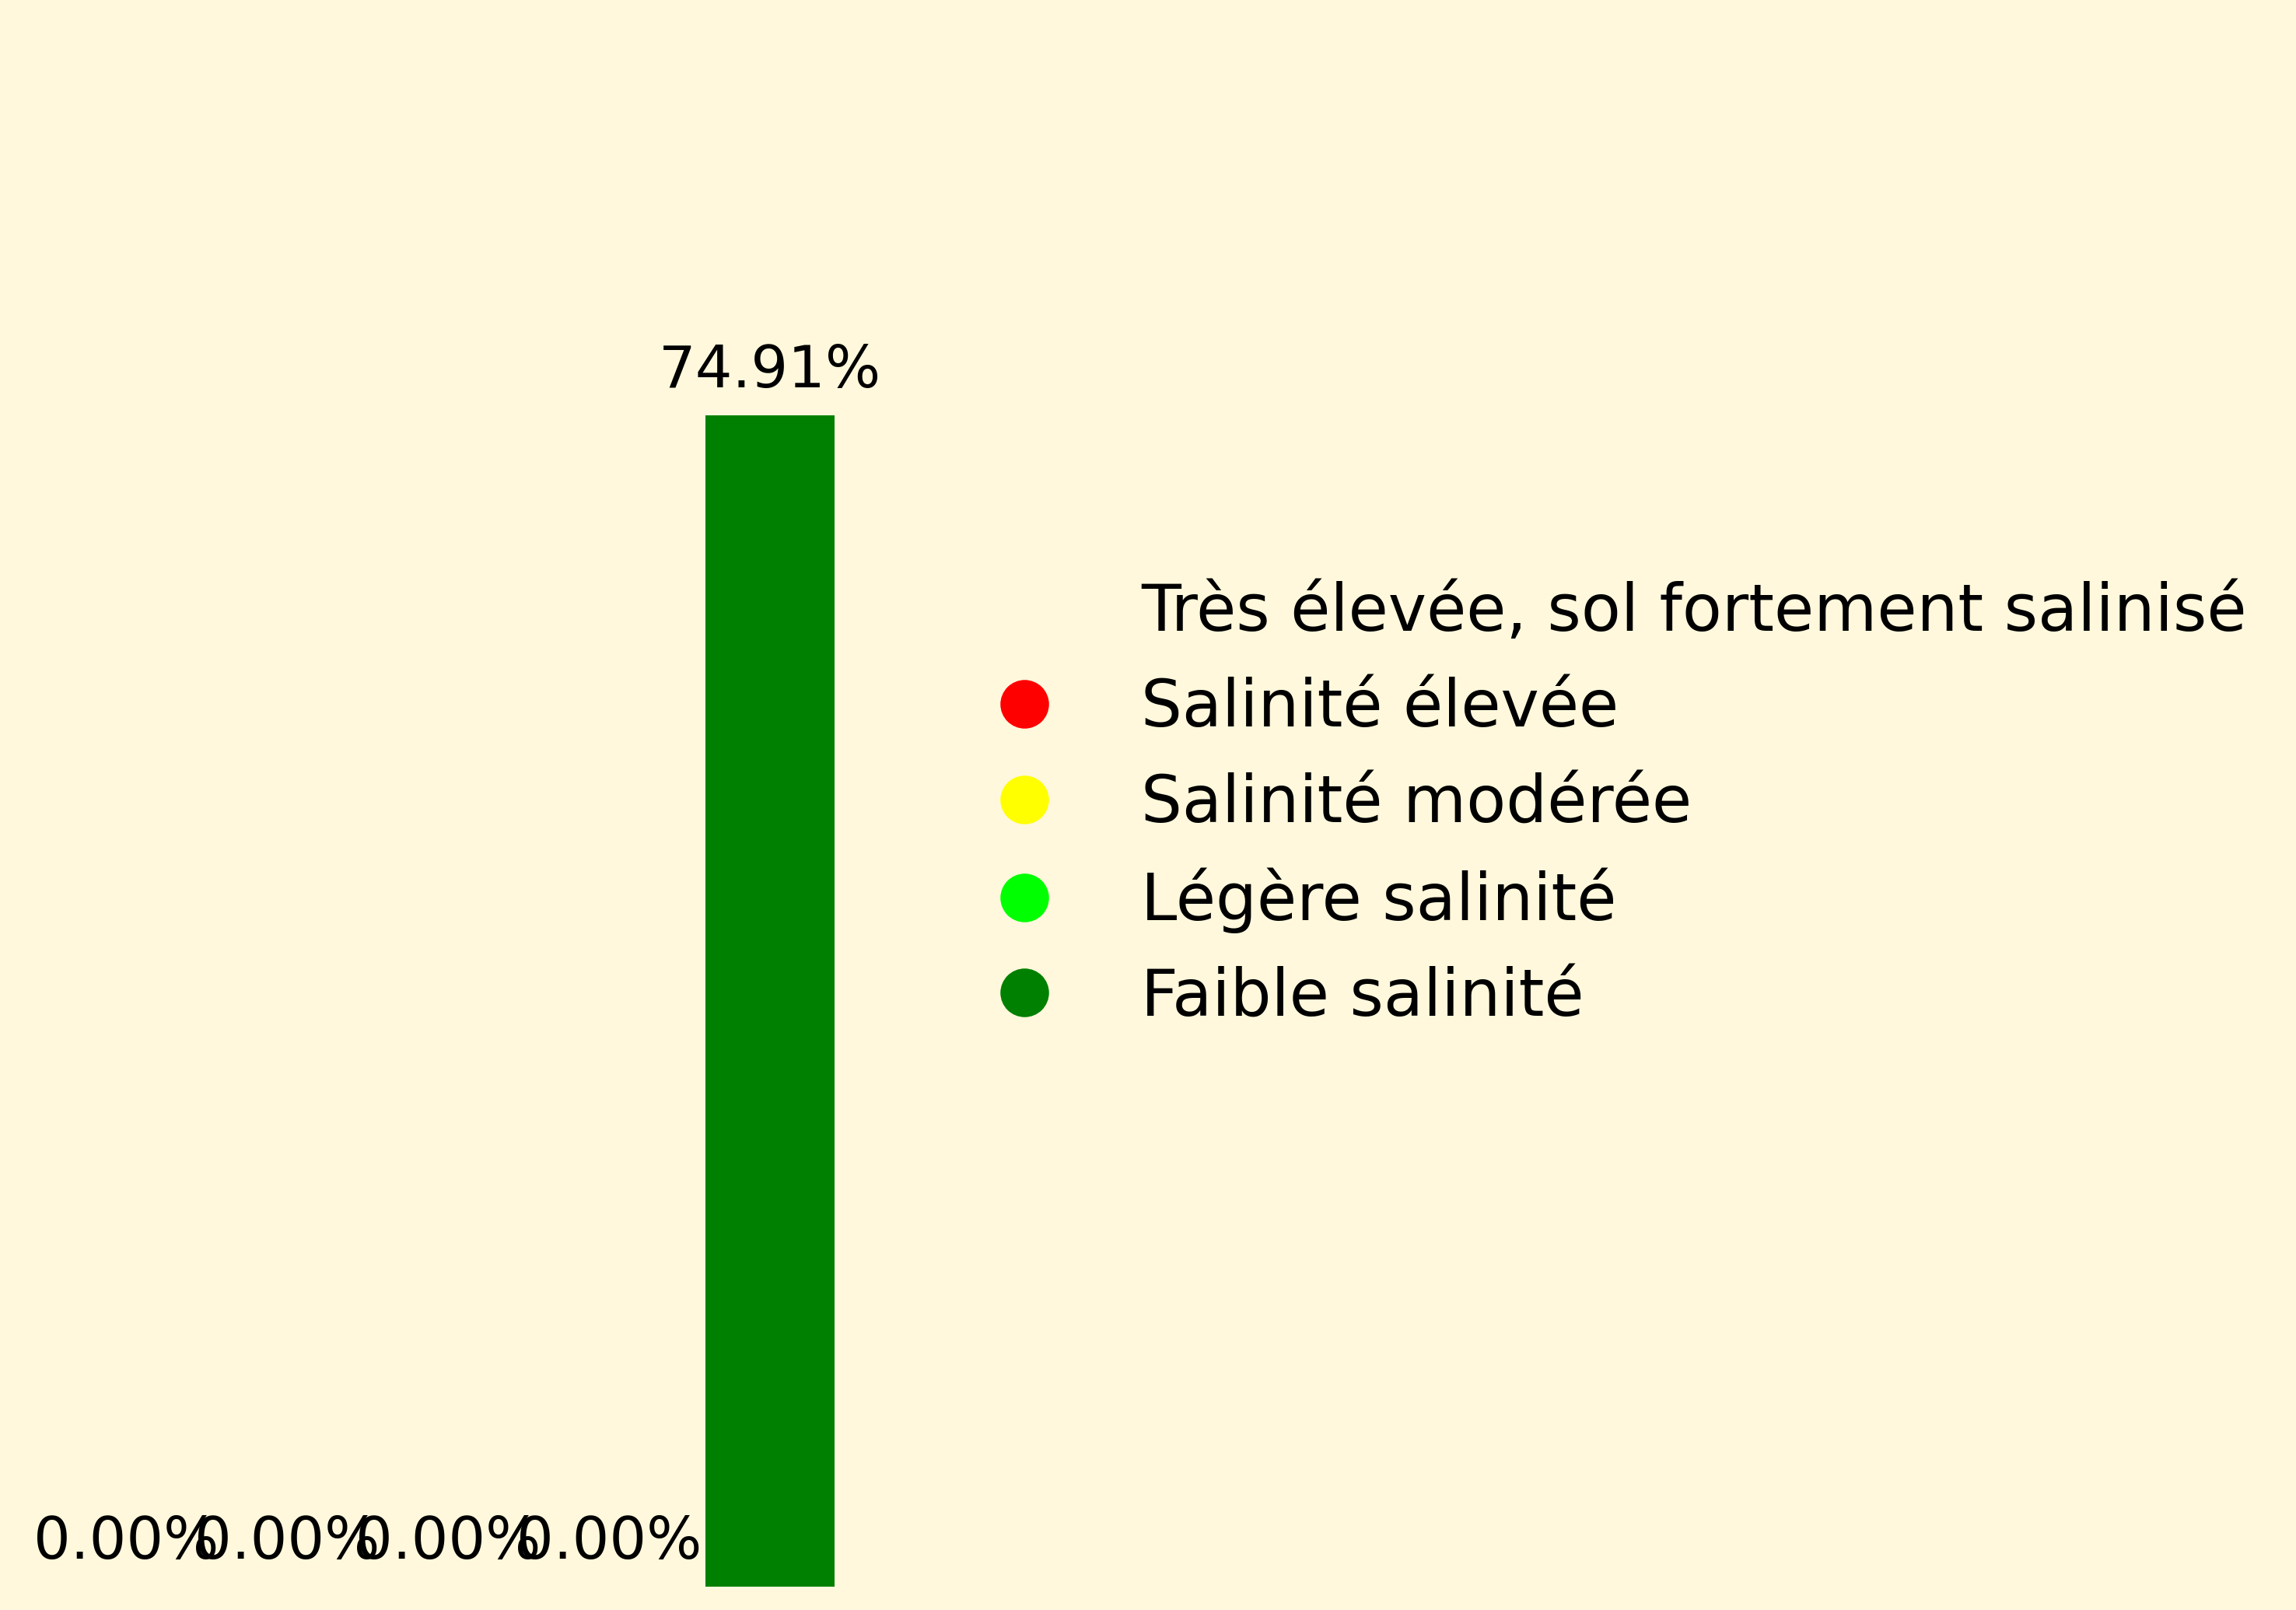 74.91%
Très élevée, sol fortement salinisé
Salinité élevée
Salinité modérée
Légère salinité
Faible salinité
0.00% 0.00% 0.00% 0.00%